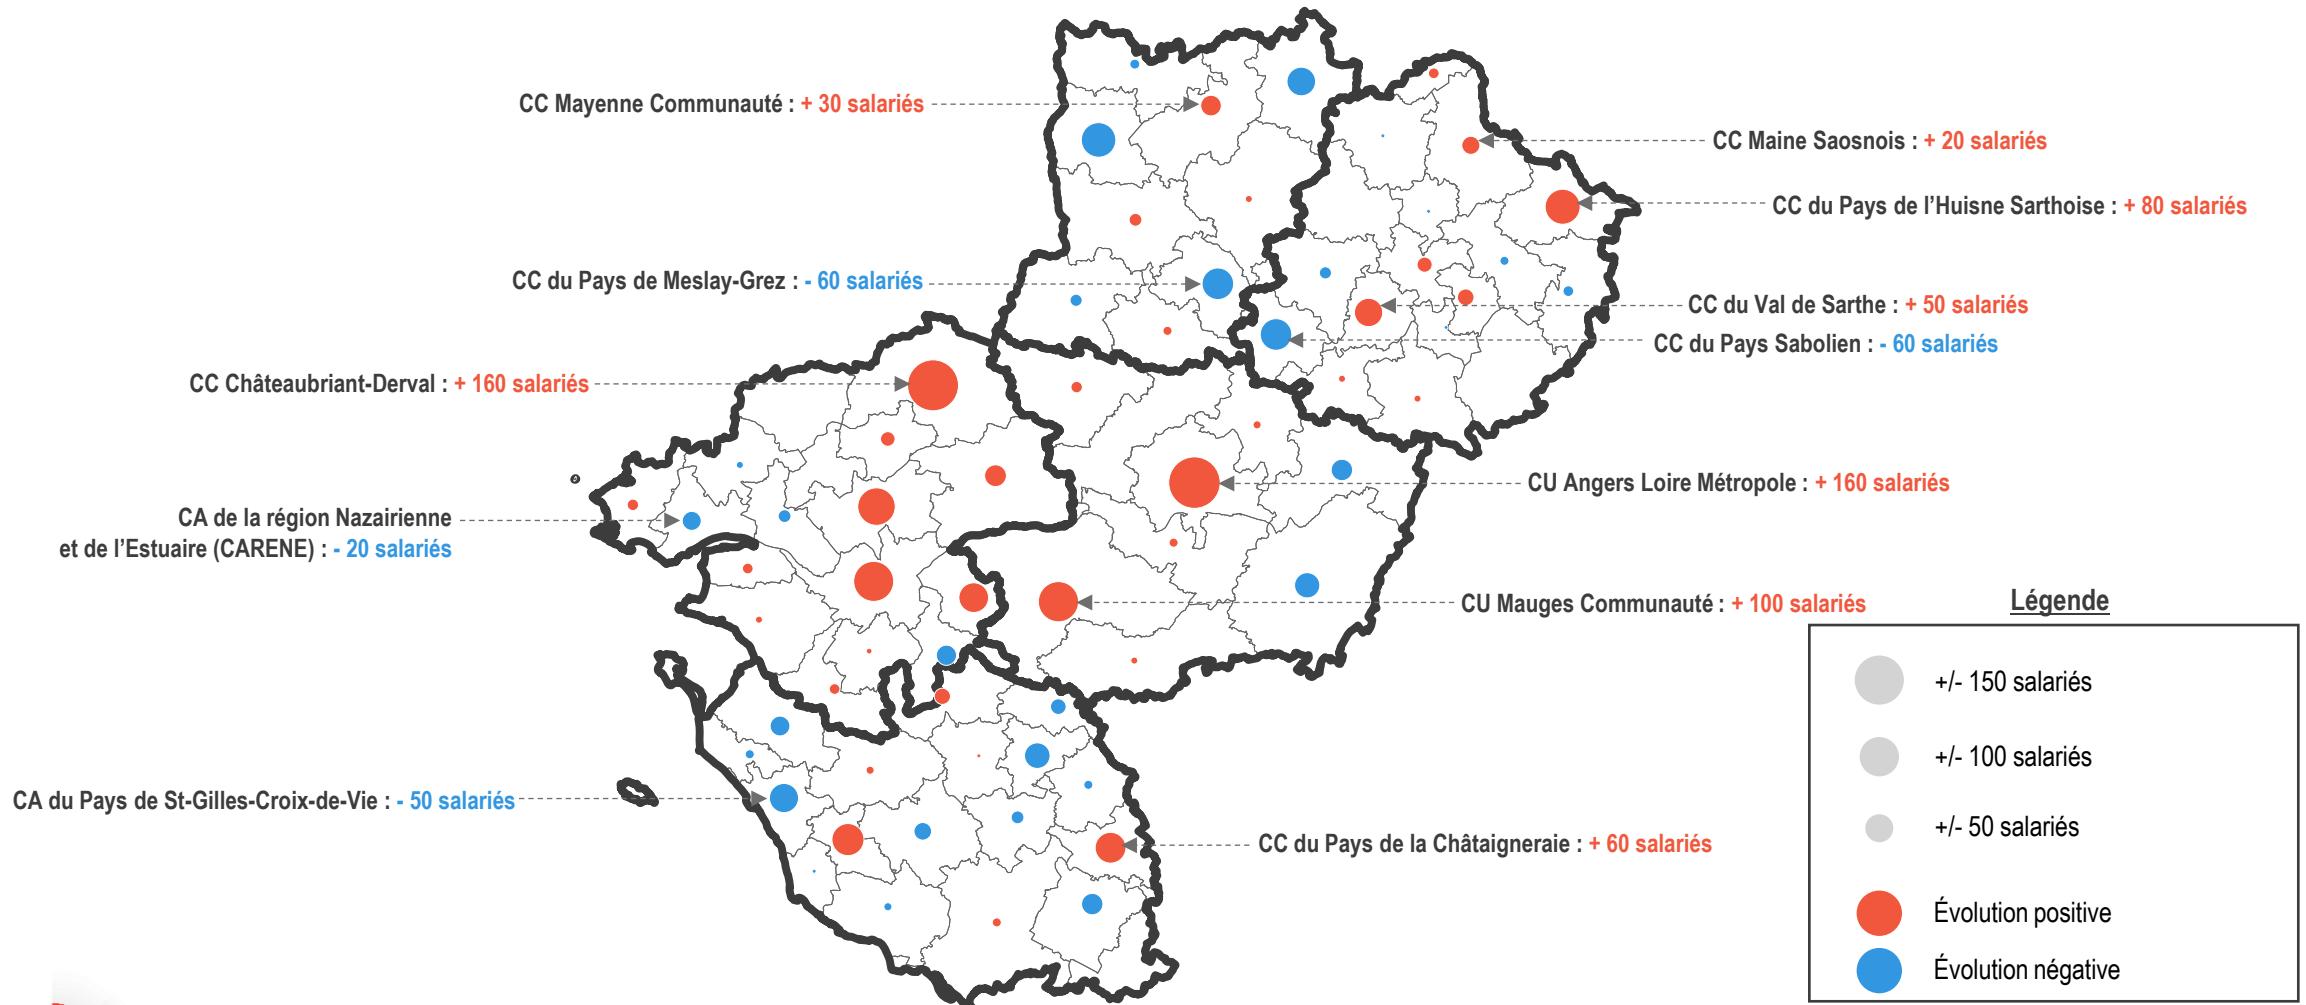 CC Mayenne Communauté : + 30 salariés
CC Maine Saosnois : + 20 salariés
CC du Pays de l’Huisne Sarthoise : + 80 salariés
CC du Pays de Meslay-Grez : - 60 salariés
CC du Val de Sarthe : + 50 salariés
CC du Pays Sabolien : - 60 salariés
CC Châteaubriant-Derval : + 160 salariés
CU Angers Loire Métropole : + 160 salariés
CA de la région Nazairienne
et de l’Estuaire (CARENE) : - 20 salariés
CU Mauges Communauté : + 100 salariés
CA du Pays de St-Gilles-Croix-de-Vie : - 50 salariés
CC du Pays de la Châtaigneraie : + 60 salariés
Légende
+/- 150 salariés
+/- 100 salariés
+/- 50 salariés
Évolution positive
Évolution négative